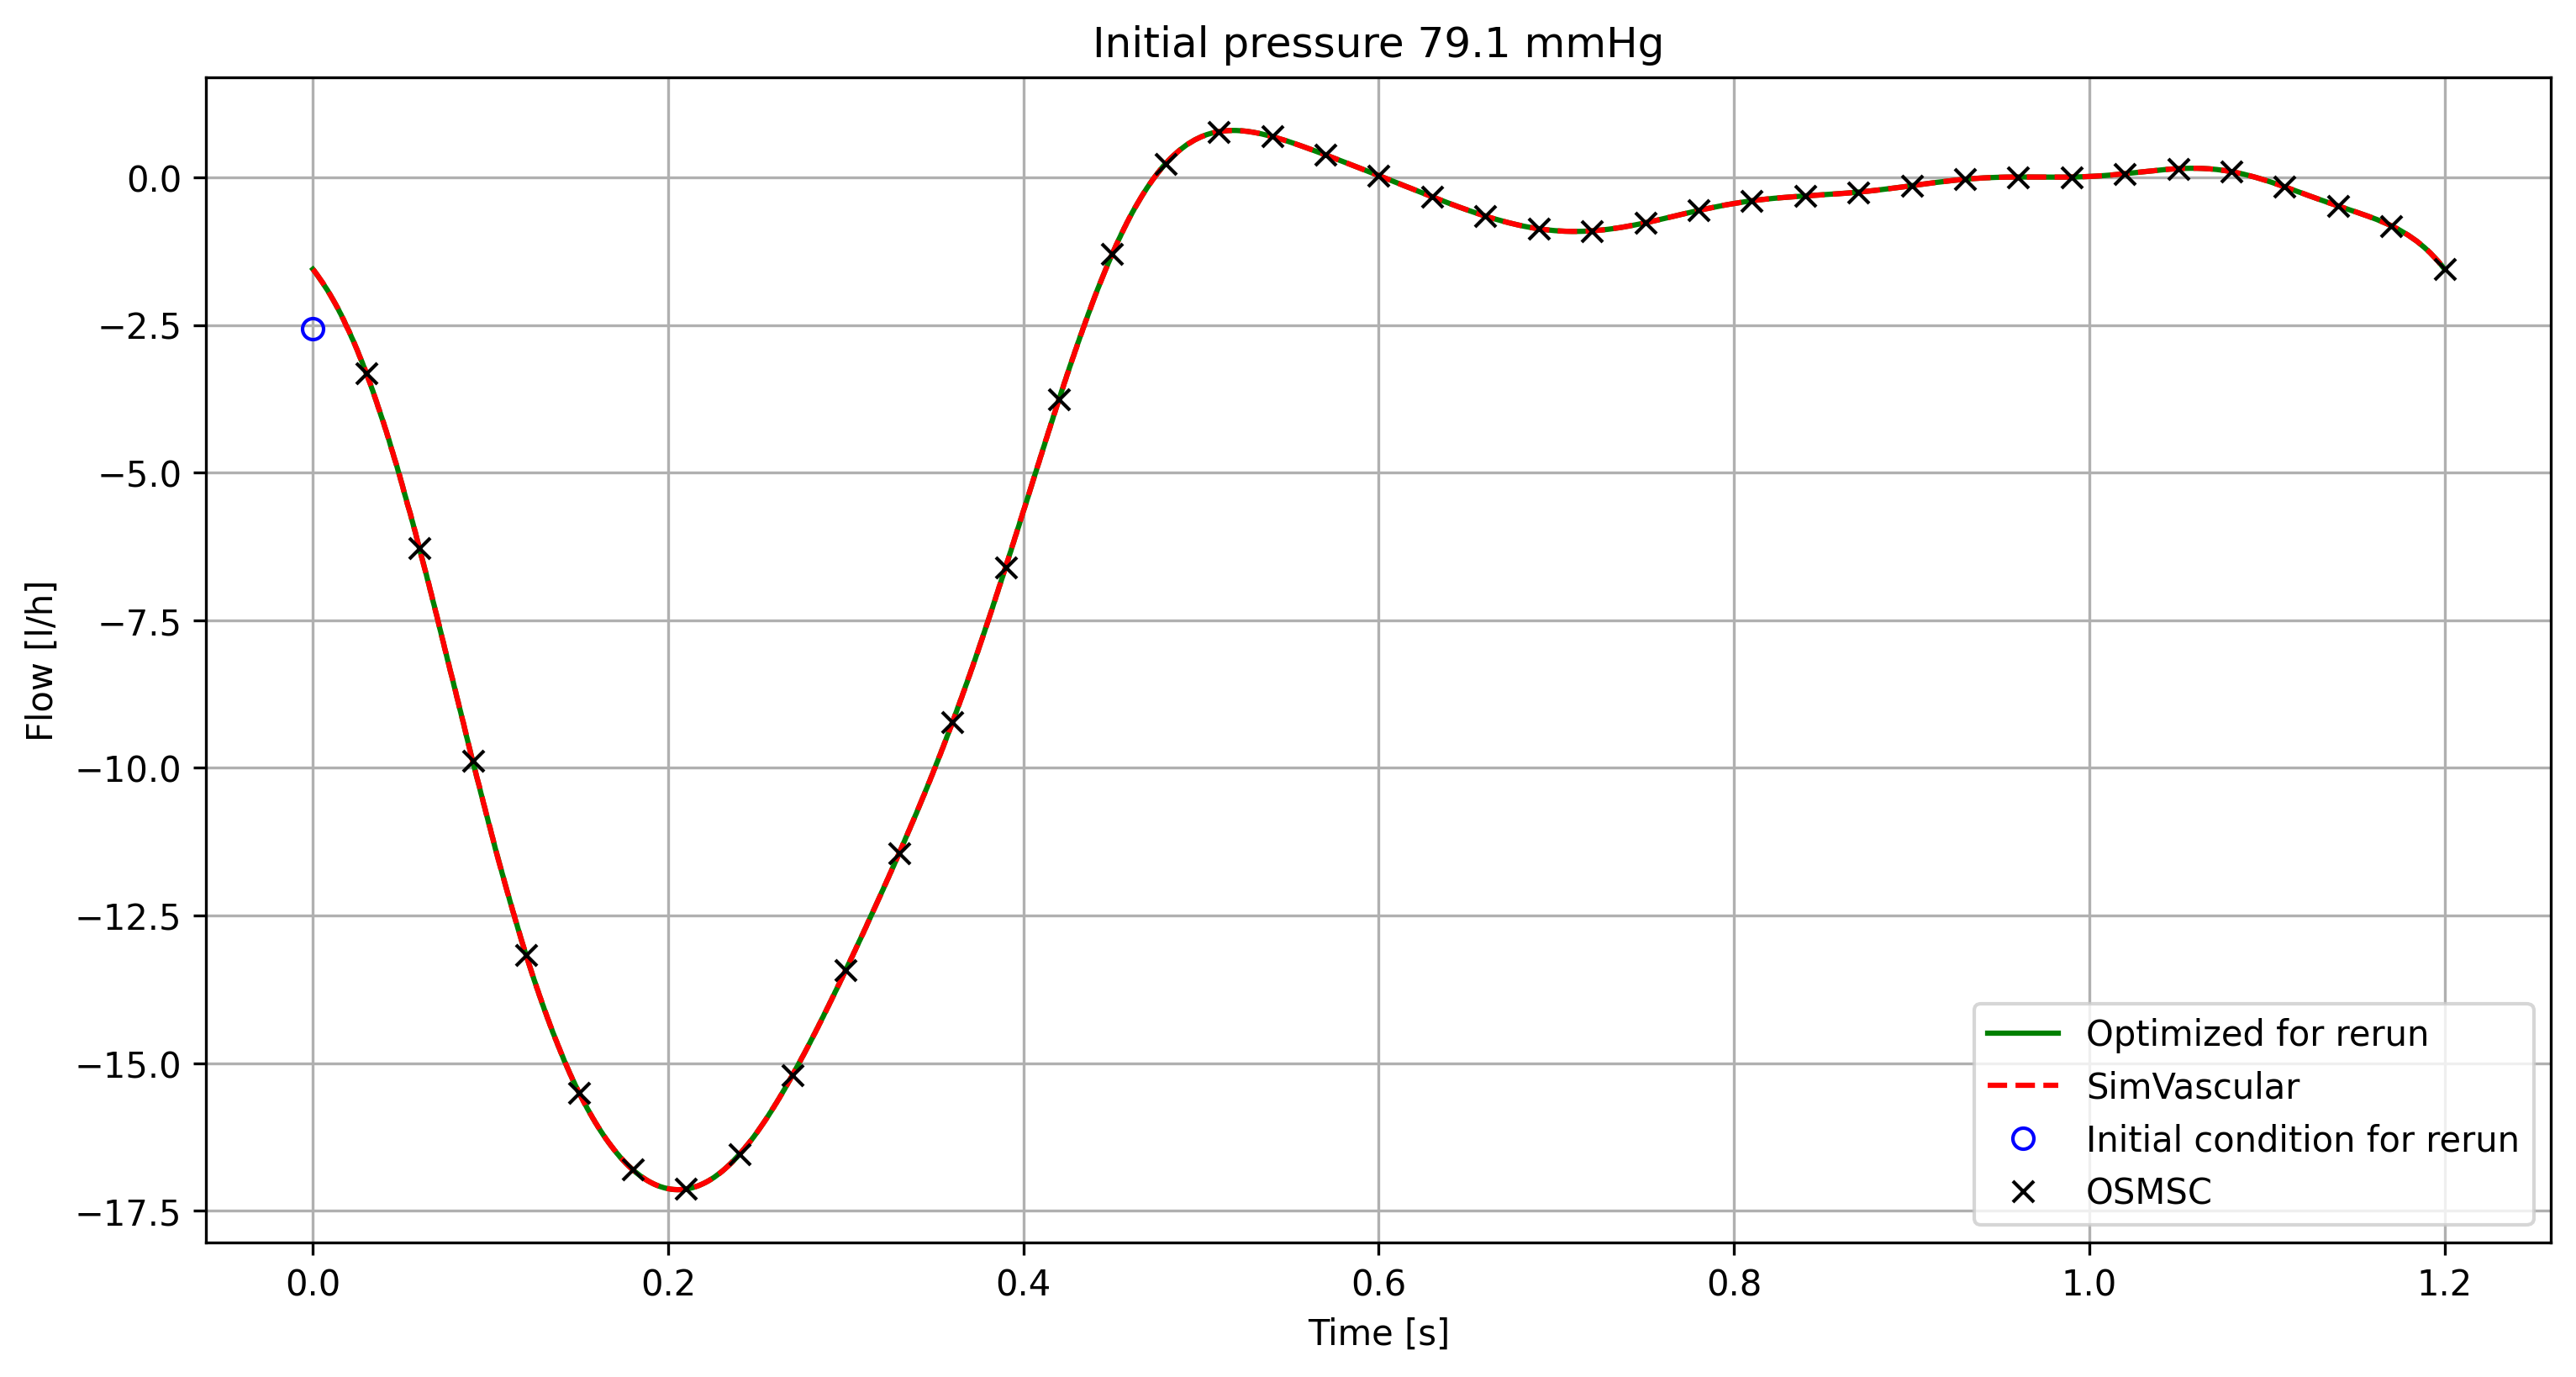 Initial pressure 79.1 mmHg
Flow [l/h]
0.0
−2.5
−5.0
−7.5
−10.0
−12.5
−15.0
−17.5
Optimized for rerun
SimVascular
Initial condition for rerun
OSMSC
0.0 0.2 0.4 0.6 0.8 1.0 1.2
Time [s]